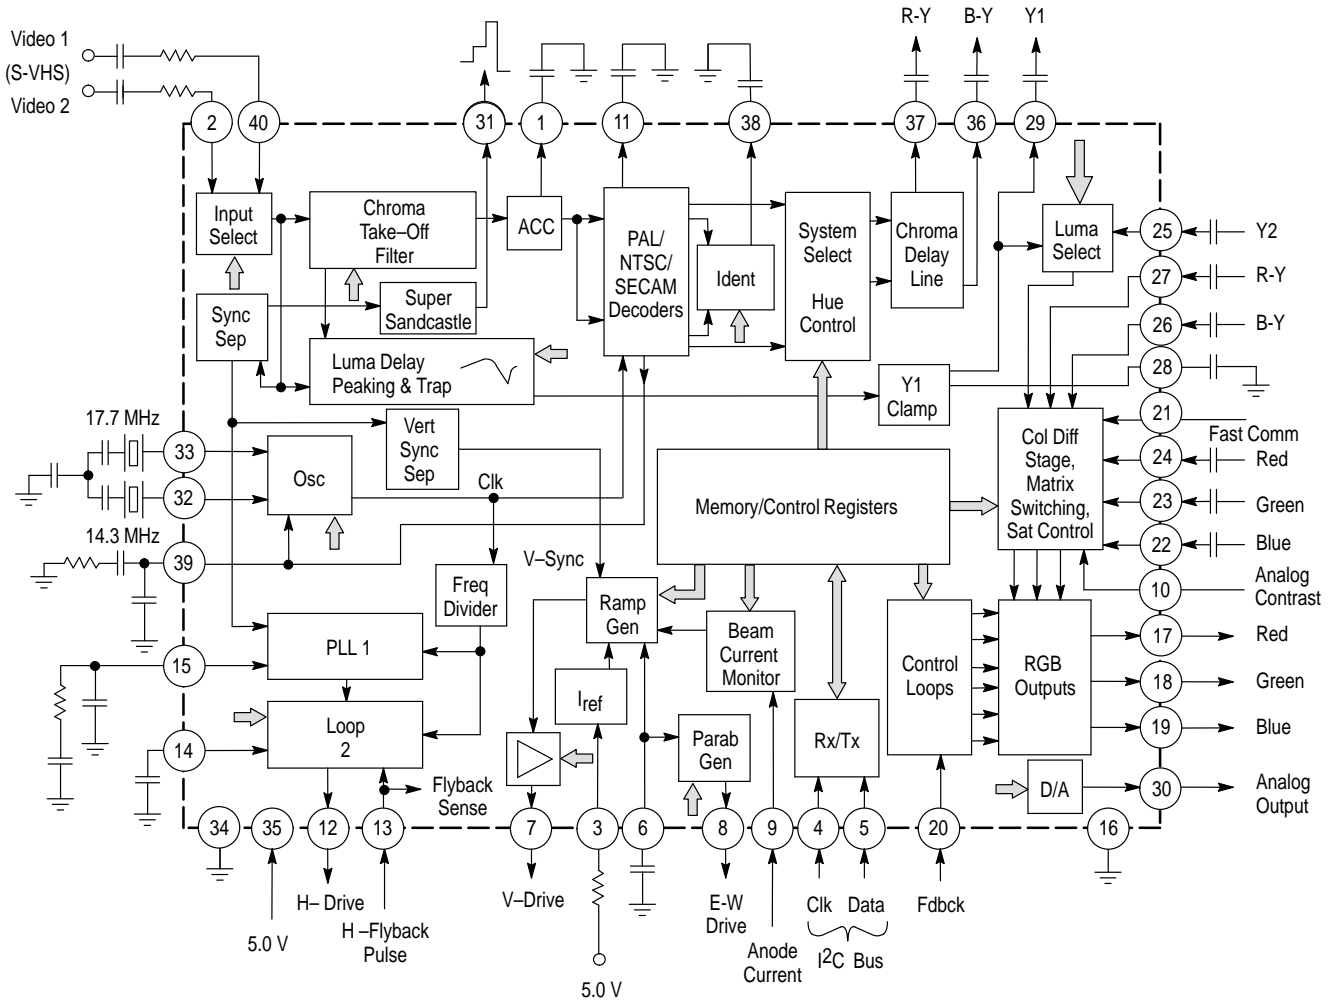 R-Y
B-Y
Y1
Video 1
(S-VHS)
Video 2
2
40
31
1
11
38
37
36
29
Input
Select
Chroma
Take–Off
Filter
ACC
PAL/
NTSC/
SECAM
Decoders
Ident
System
Select
Hue
Control
Chroma
Delay
Line
Luma
Select
25
Y2
27
R-Y
26
B-Y
28
Sync
Sep
Super
Sandcastle
Luma Delay
Peaking & Trap
Y1
Clamp
21
Fast Comm
17.7 MHz
33
32
14.3 MHz
39
Osc
Vert
Sync
Sep
Clk
Memory/Control Registers
Col Diff
Stage,
Matrix
Switching,
Sat Control
24
Red
23
Green
22
Blue
10
Analog
Contrast
V–Sync
Freq
Divider
Ramp
Gen
Beam
Current
Monitor
Control
Loops
RGB
Outputs
17
Red
18
Green
19
Blue
15
PLL 1
14
Loop
2
Iref
Parab
Gen
Rx/Tx
D/A
30
Analog
Output
Flyback
Sense
34
35
12
13
7
3
6
8
9
4
5
20
16
5.0 V
H– Drive
H –Flyback
Pulse
V–Drive
5.0 V
E-W
Drive
Anode
Current
Clk
Data
I2C Bus
Fdbck